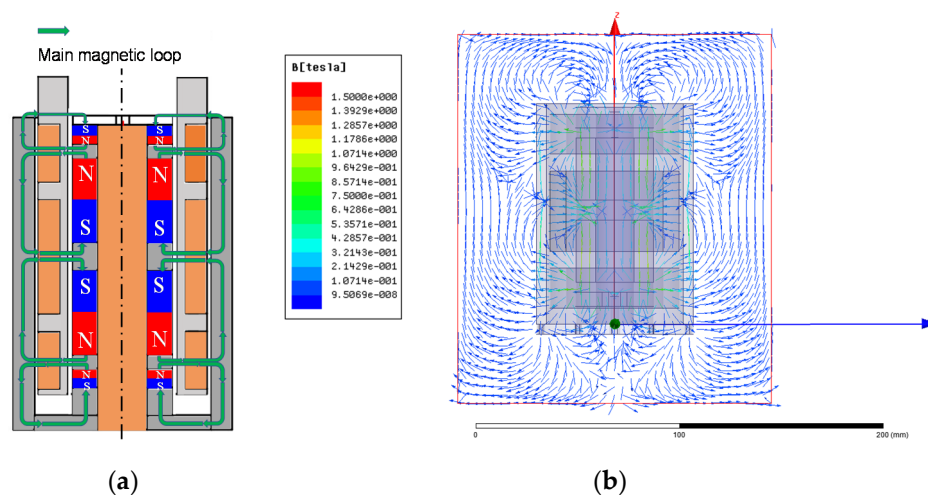 Main magnetic loop
S
S
N
N
N
N
S
S
S
S
N
N
N
N
S
S
B[tesla]
1.5000e+000
1.3929e+000
1.2857e+000
1.1786e+000
1.0714e+000
9.6429e-001
8.5714e-001
7.5000e-001
6.4286e-001
5.3571e-001
4.2857e-001
3.2143e-001
2.1429e-001
1.0714e-001
9.5069e-008
z
0
100
200 (mm)
(a)
(b)